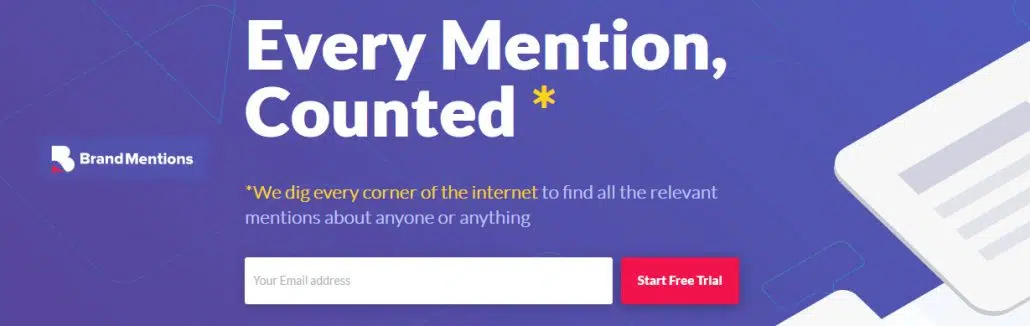 Every Mention,
Counted *
BrandMentions
*We dig every corner of the internet to find all the relevant
mentions about anyone or anything
Your Email address
Start Free Trial